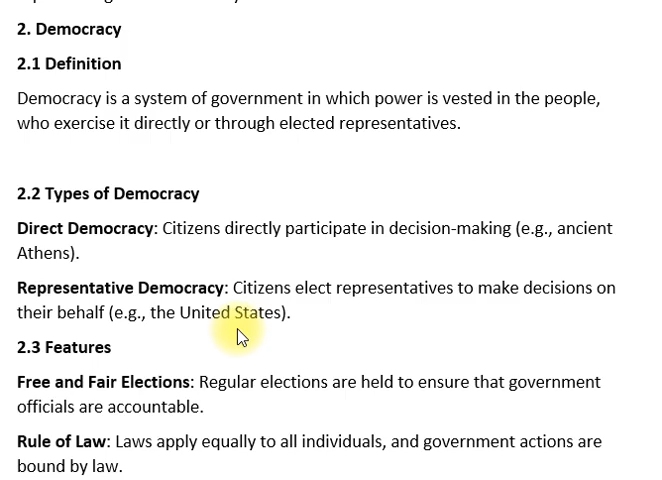 2. Democracy
2.1 Definition
Democracy is a system of government in which power is vested in the people,
who exercise it directly or through elected representatives.
2.2 Types of Democracy
Direct Democracy: Citizens directly participate in decision-making (e.g., ancient
Athens).
Representative Democracy: Citizens elect representatives to make decisions on
their behalf (e.g., the United States).
2.3 Features
Free and Fair Elections: Regular elections are held to ensure that government
officials are accountable.
Rule of Law: Laws apply equally to all individuals, and government actions are
bound by law.